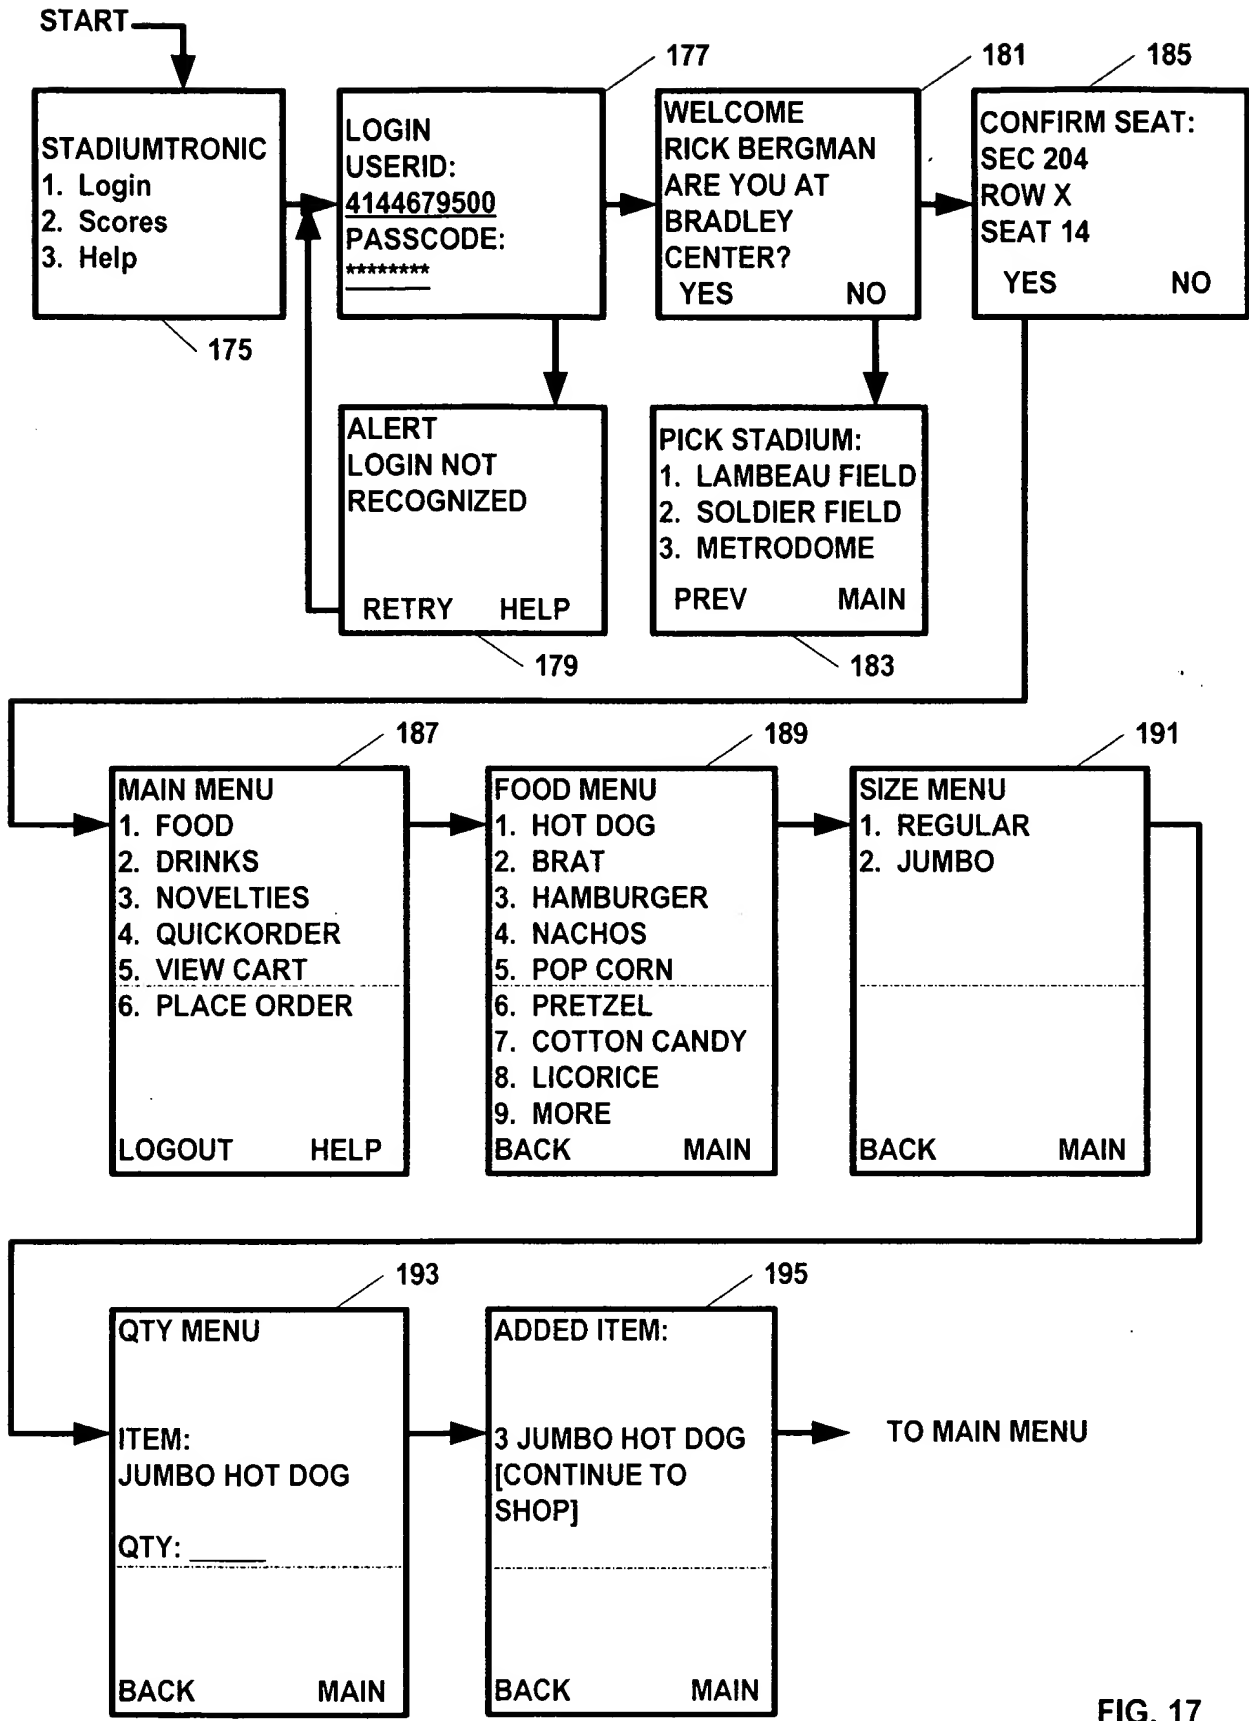 START
177
181
185
STADIUMTRONIC
1. Login
2. Scores
3. Help
175
LOGIN
USERID:
4144679500
PASSCODE:
********
WELCOME
RICK BERGMAN
ARE YOU AT
BRADLEY
CENTER?
YES NO
CONFIRM SEAT:
SEC 204
ROW X
SEAT 14
YES NO
ALERT
LOGIN NOT
RECOGNIZED
RETRY HELP
179
PICK STADIUM:
1. LAMBEAU FIELD
2. SOLDIER FIELD
3. METRODOME
PREV MAIN
183
187
189
191
MAIN MENU
1. FOOD
2. DRINKS
3. NOVELTIES
4. QUICKORDER
5. VIEW CART
6. PLACE ORDER
LOGOUT HELP
FOOD MENU
1. HOT DOG
2. BRAT
3. HAMBURGER
4. NACHOS
5. POP CORN
6. PRETZEL
7. COTTON CANDY
8. LICORICE
9. MORE
BACK MAIN
SIZE MENU
1. REGULAR
2. JUMBO
BACK MAIN
193
195
QTY MENU
ITEM:
JUMBO HOT DOG
QTY: _____
BACK MAIN
ADDED ITEM:
3 JUMBO HOT DOG
[CONTINUE TO
SHOP]
BACK MAIN
TO MAIN MENU
FIG. 17